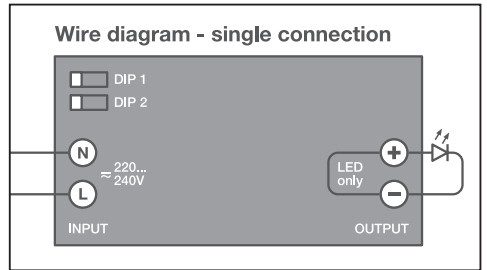 Wire diagram - single connection
DIP 1
DIP 2
N
≂ 220...
240V
L
INPUT
LED
only
+
−
OUTPUT